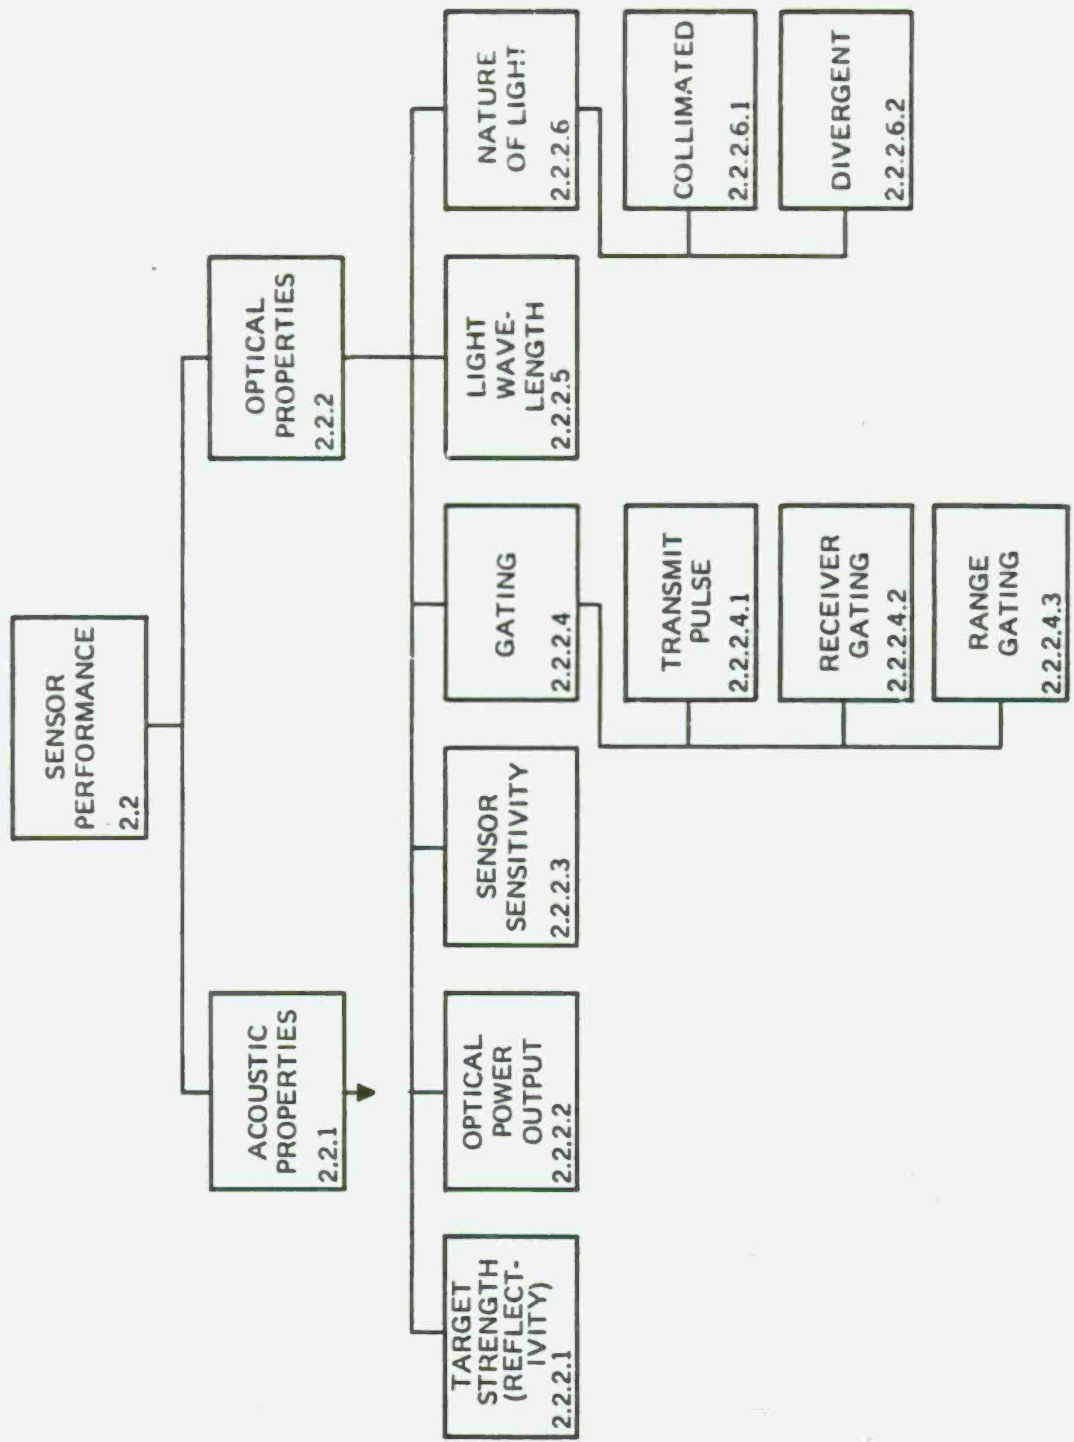 SENSOR
PERFORMANCE
2.2
ACOUSTIC
PROPERTIES
2.2.1
OPTICAL
PROPERTIES
2.2.2
TARGET
STRENGTH
(REFLECT-
IVITY)
2.2.2.1
OPTICAL
POWER
OUTPUT
2.2.2.2
SENSOR
SENSITIVITY
2.2.2.3
GATING
2.2.2.4
LIGHT
WAVE-
LENGTH
2.2.2.5
NATURE
OF LIGHT
2.2.2.6
TRANSMIT
PULSE
2.2.2.4.1
RECEIVER
GATING
2.2.2.4.2
RANGE
GATING
2.2.2.4.3
COLLIMATED
2.2.2.6.1
DIVERGENT
2.2.2.6.2